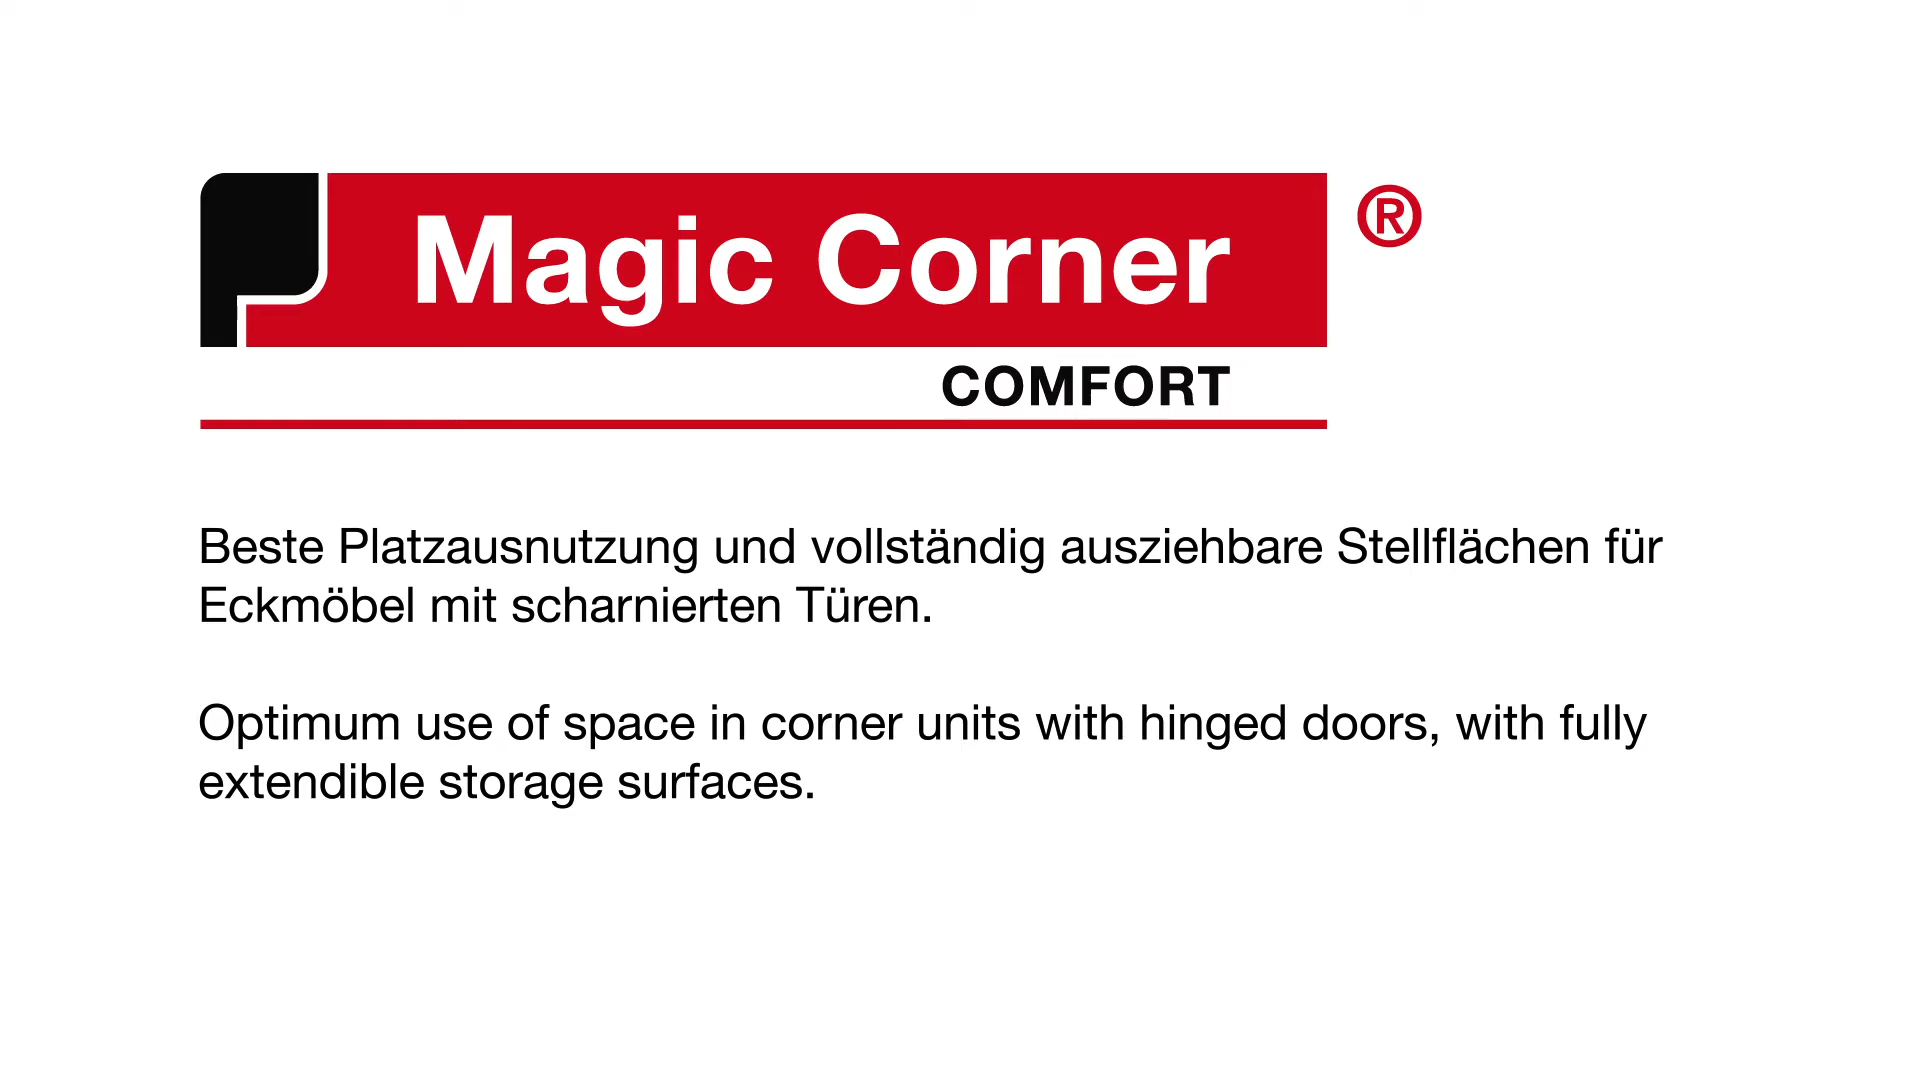 Magic Corner ®
COMFORT
Beste Platzausnutzung und vollständig ausziehbare Stellflächen für
Eckmöbel mit scharnierten Türen.
Optimum use of space in corner units with hinged doors, with fully
extendible storage surfaces.